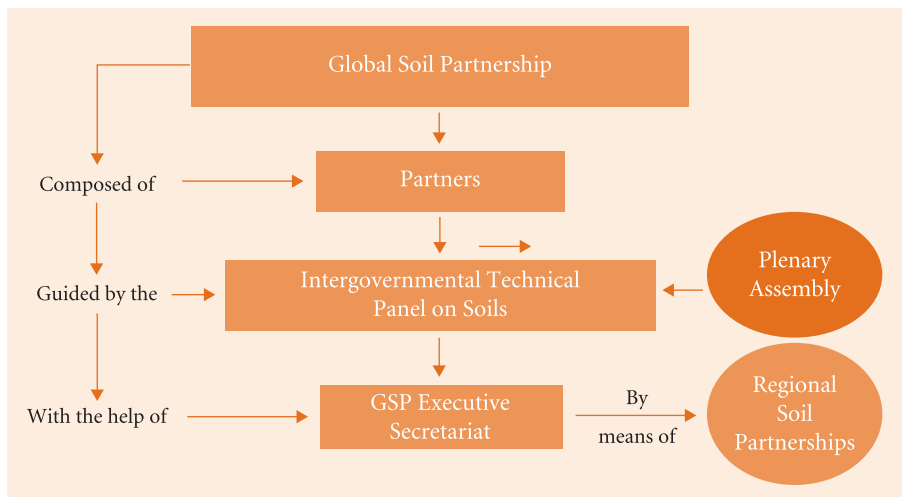 Global Soil Partnership
Composed of
Partners
Guided by the
Intergovernmental Technical
Panel on Soils
Plenary
Assembly
With the help of
GSP Executive
Secretariat
By
means of
Regional
Soil
Partnerships